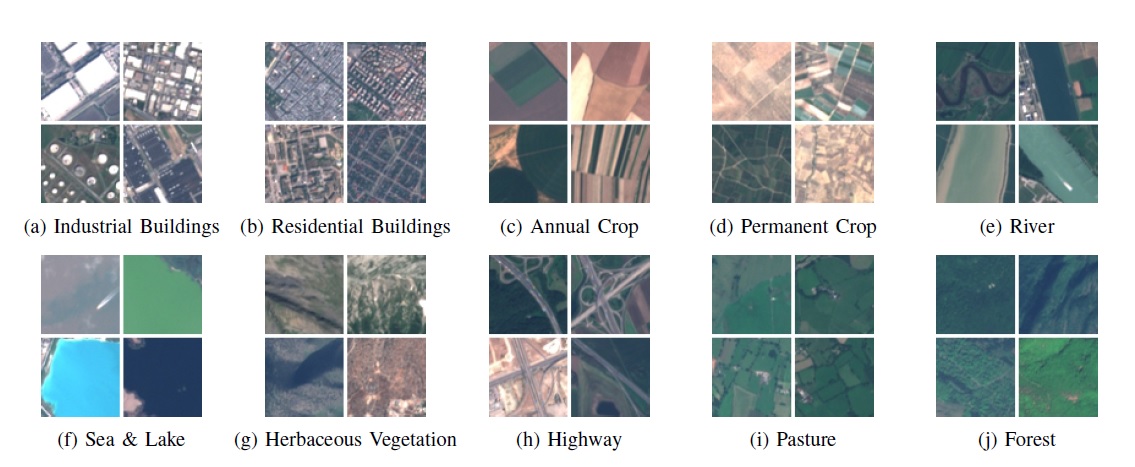 (a) Industrial Buildings
(b) Residential Buildings
(c) Annual Crop
(d) Permanent Crop
(e) River
(f) Sea & Lake
(g) Herbaceous Vegetation
(h) Highway
(i) Pasture
(j) Forest